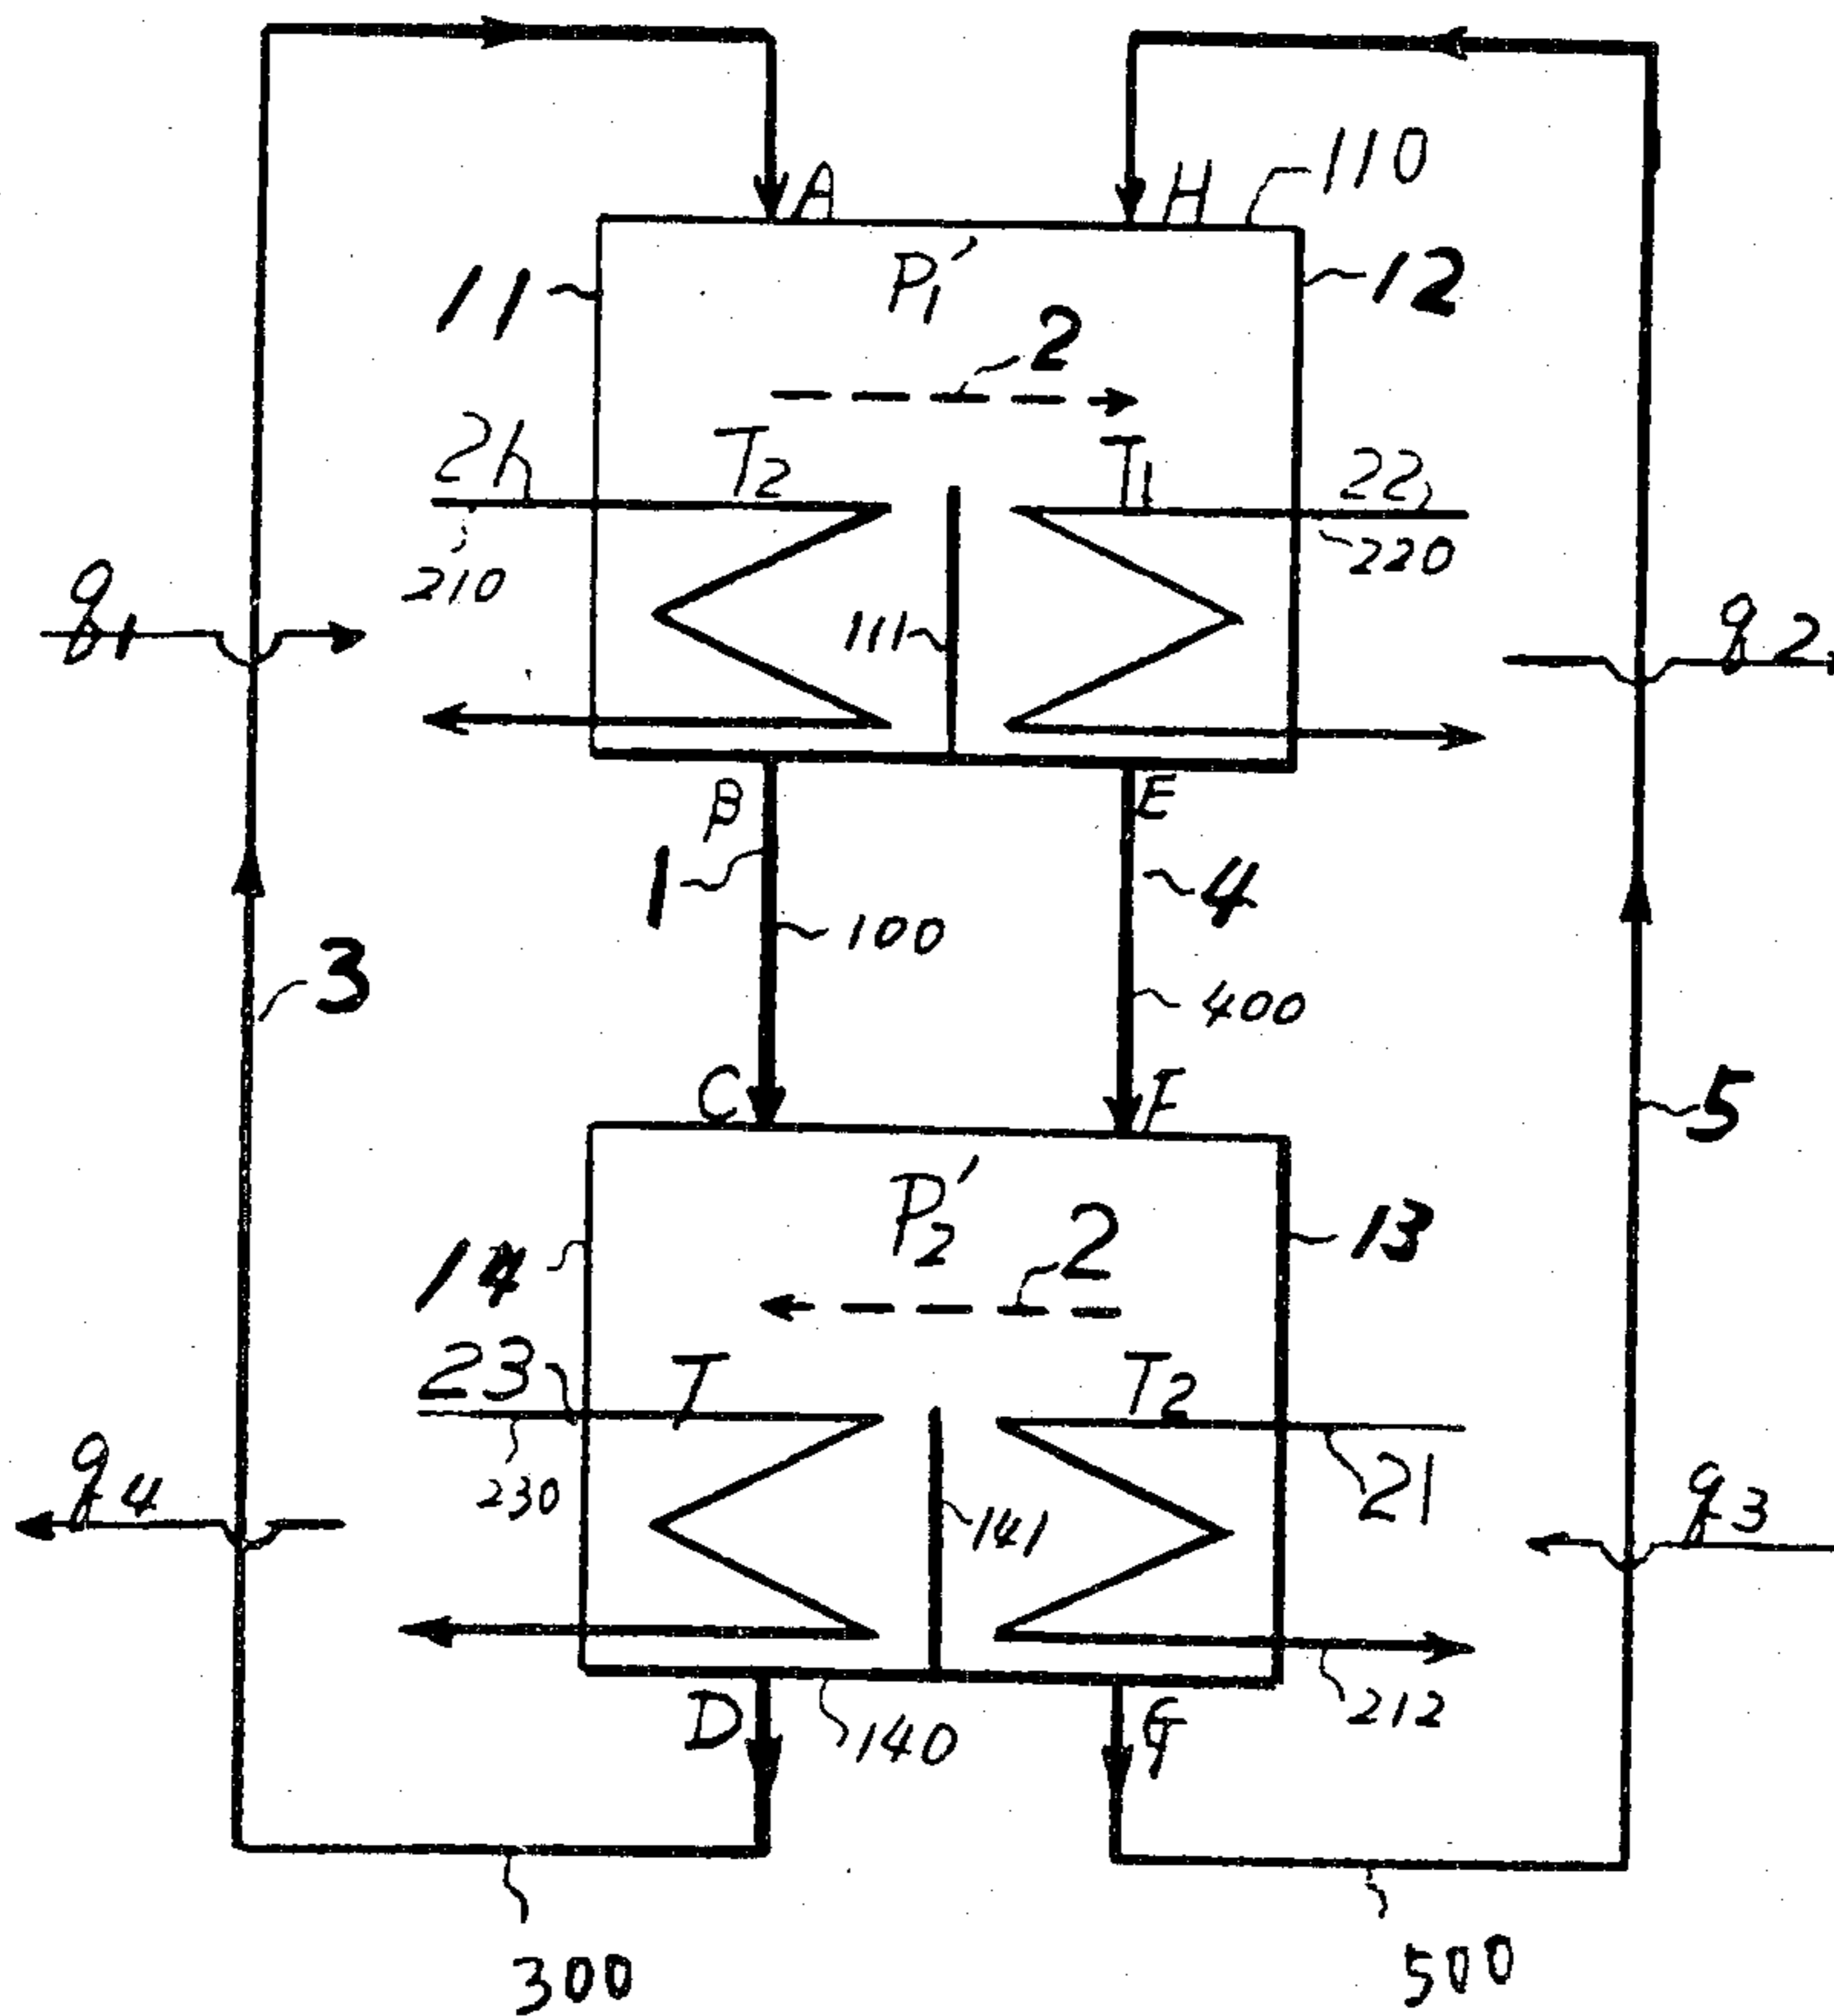 A H 110
P₁'
11 12
2
21 T₂ T₁ 22
210 220
q₁ 111 q₂
B E
1 4
100
3 400
C F 5
P₂'
14 2 13
23 T T₂
230 21
q₄ 141 q₃
D 140 G 212
300 500